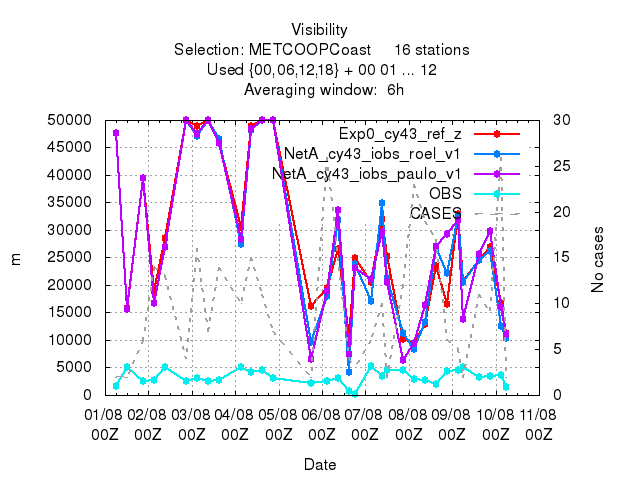 Visibility
Selection: METCOOPCoast 16 stations
Used {00,06,12,18} + 00 01 ... 12
Averaging window: 6h
50000
45000
40000
35000
30000
25000
20000
15000
10000
5000
0
m
30
25
20
15
10
5
0
No cases
Exp0_cy43_ref_z
NetA_cy43_iobs_roel_v1
NetA_cy43_iobs_paulo_v1
OBS
CASES
01/08 02/08 03/08 04/08 05/08 06/08 07/08 08/08 09/08 10/08 11/08
00Z 00Z 00Z 00Z 00Z 00Z 00Z 00Z 00Z 00Z 00Z
Date